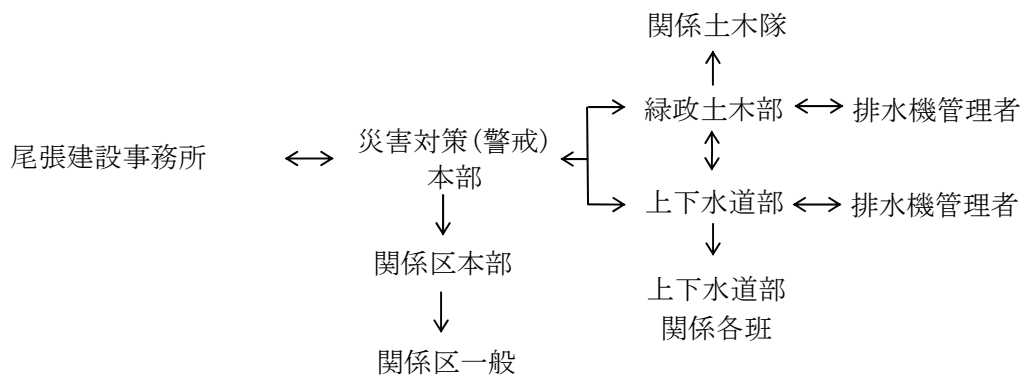 関係土木隊
緑政土木部
排水機管理者
尾張建設事務所
災害対策(警戒)
本部
上下水道部
排水機管理者
関係区本部
上下水道部
関係各班
関係区一般